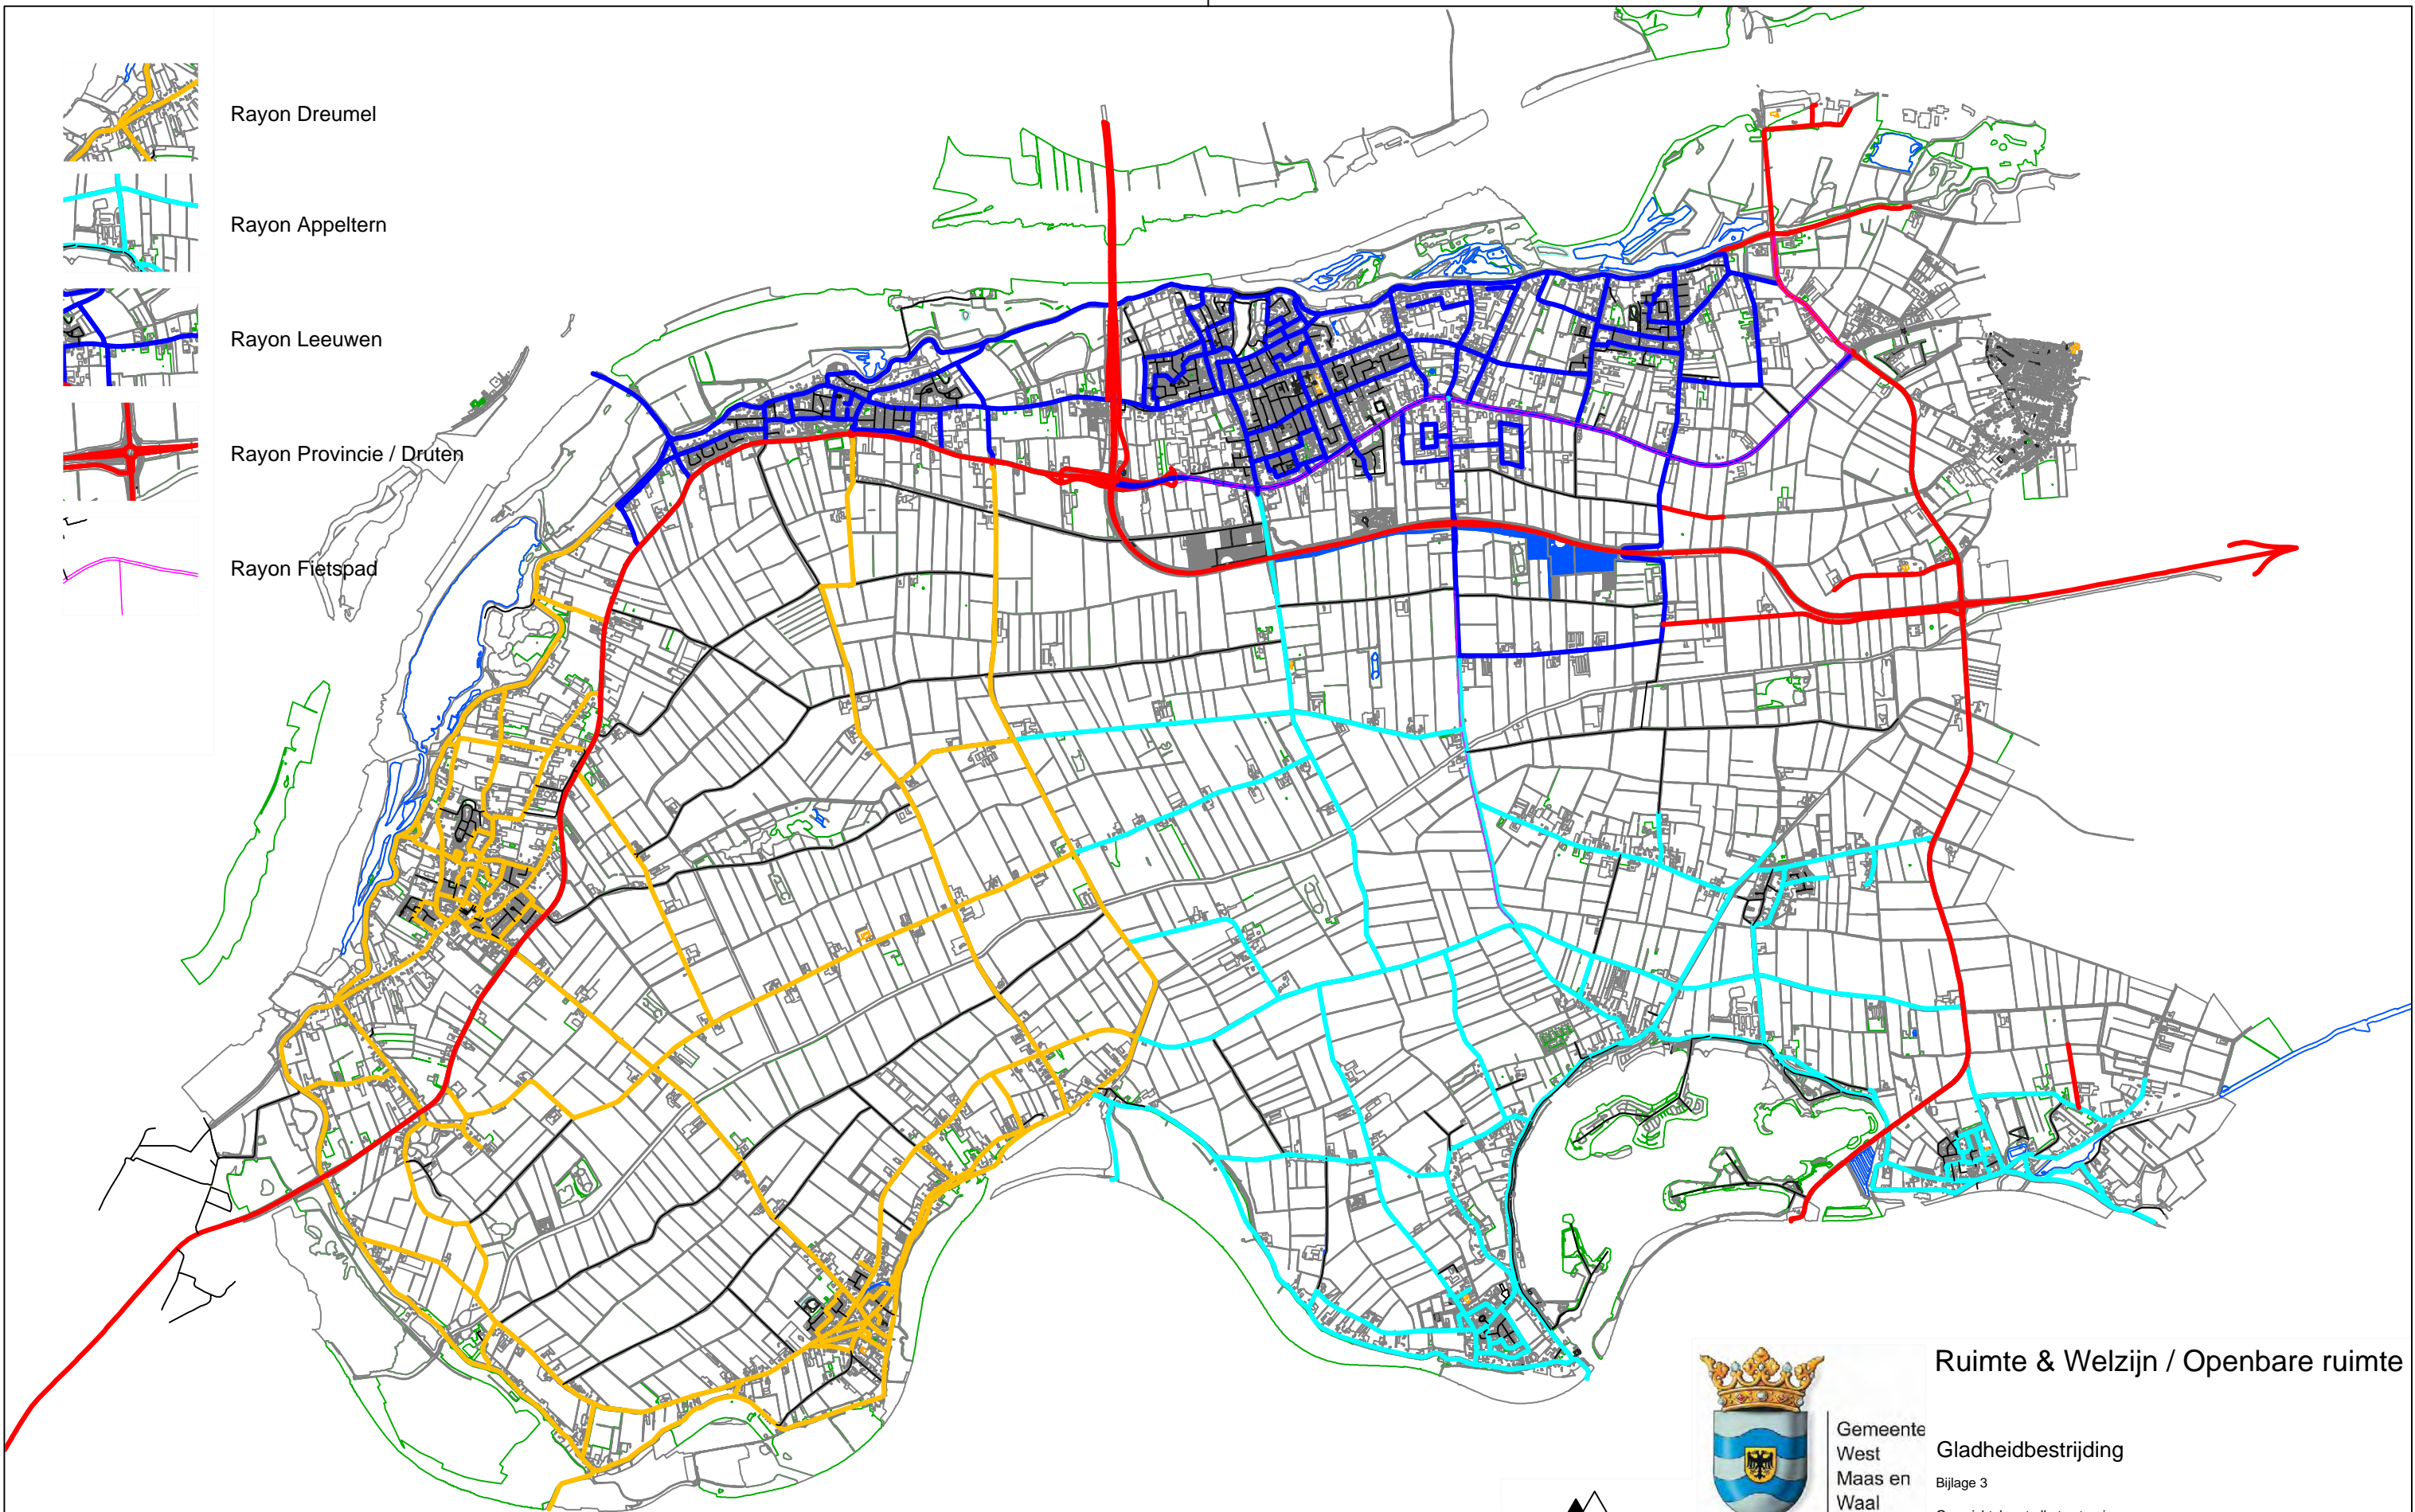 Rayon Dreumel
Rayon Appeltern
Rayon Leeuwen
Rayon Provincie / Druten
Rayon Fietspad
Ruimte & Welzijn / Openbare ruimte
Gemeente
West
Maas en
Waal
Gladheidbestrijding
Bijlage 3